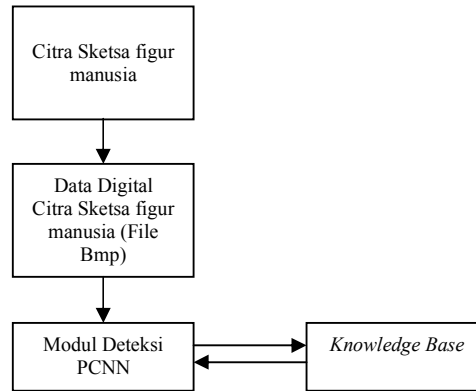 Citra Sketsa figur
manusia
Data Digital
Citra Sketsa figur
manusia (File
Bmp)
Modul Deteksi
PCNN
Knowledge Base